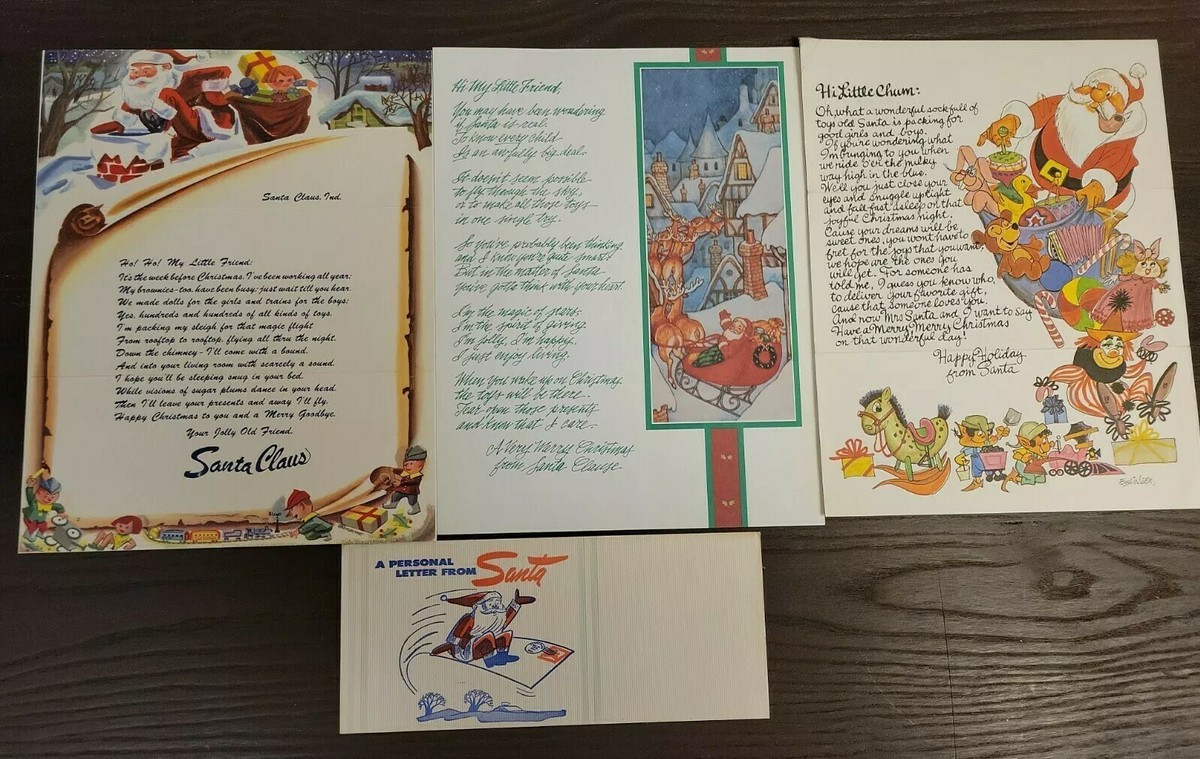 Santa Claus, Ind.
Ho! Ho! My Little Friend:
It's the week before Christmas, I've been working all year;
My brownies-too, have been busy; just wait till you hear.
We made dolls for the girls and trains for the boys;
Yes, hundreds and hundreds of all kinds of toys.
I'm packing my sleigh for that magic flight
From rooftop to rooftop, flying all thru the night.
Down the chimney - I'll come with a bound.
And into your living room with scarcely a sound.
I hope you'll be sleeping snug in your bed.
While visions of sugar plums dance in your head.
Then I'll leave your presents and away I'll fly.
Happy Christmas to you and a Merry Goodbye.
Your Jolly Old Friend.
Santa Claus
Hi My Little Friend,
You may have been wondering
if Santa is real.
To know every child
It's an awfully big deal.
It doesn't seem possible
to fly through the sky,
or to make all those toys
in one single try.
So you've probably been thinking
and I know you're quite smart!
But in the matter of Santa
you've gotta think with your heart.
I'm the magic of stars.
I'm the spirit of giving.
I'm jolly, I'm happy.
I just enjoy living.
When you wake up on Christmas
the toys will be there.
Just open those presents
and know that I care.
A Very Merry Christmas
from Santa Clause
Hi Little Chum:
Oh, what a wonderful sock full of
toys old Santa is packing for
good girls and boys.
If you're wondering what
I'm bringing to you when
we ride o'er the milky
way high in the blue.
Well you just close your
eyes and snuggle up tight
and fall fast asleep on that
joyful Christmas night.
Cause your dreams will be
sweet ones, you wont have to
fret, for the toys that you want,
we hope are the ones you
will get. For someone has
told me, I guess you know who,
to deliver your favorite gift,
cause that someone loves you.
And now Mrs Santa and I want to say
Have a Merry Merry Christmas
on that wonderful day!
Happy Holiday
from Santa
A PERSONAL
LETTER FROM Santa